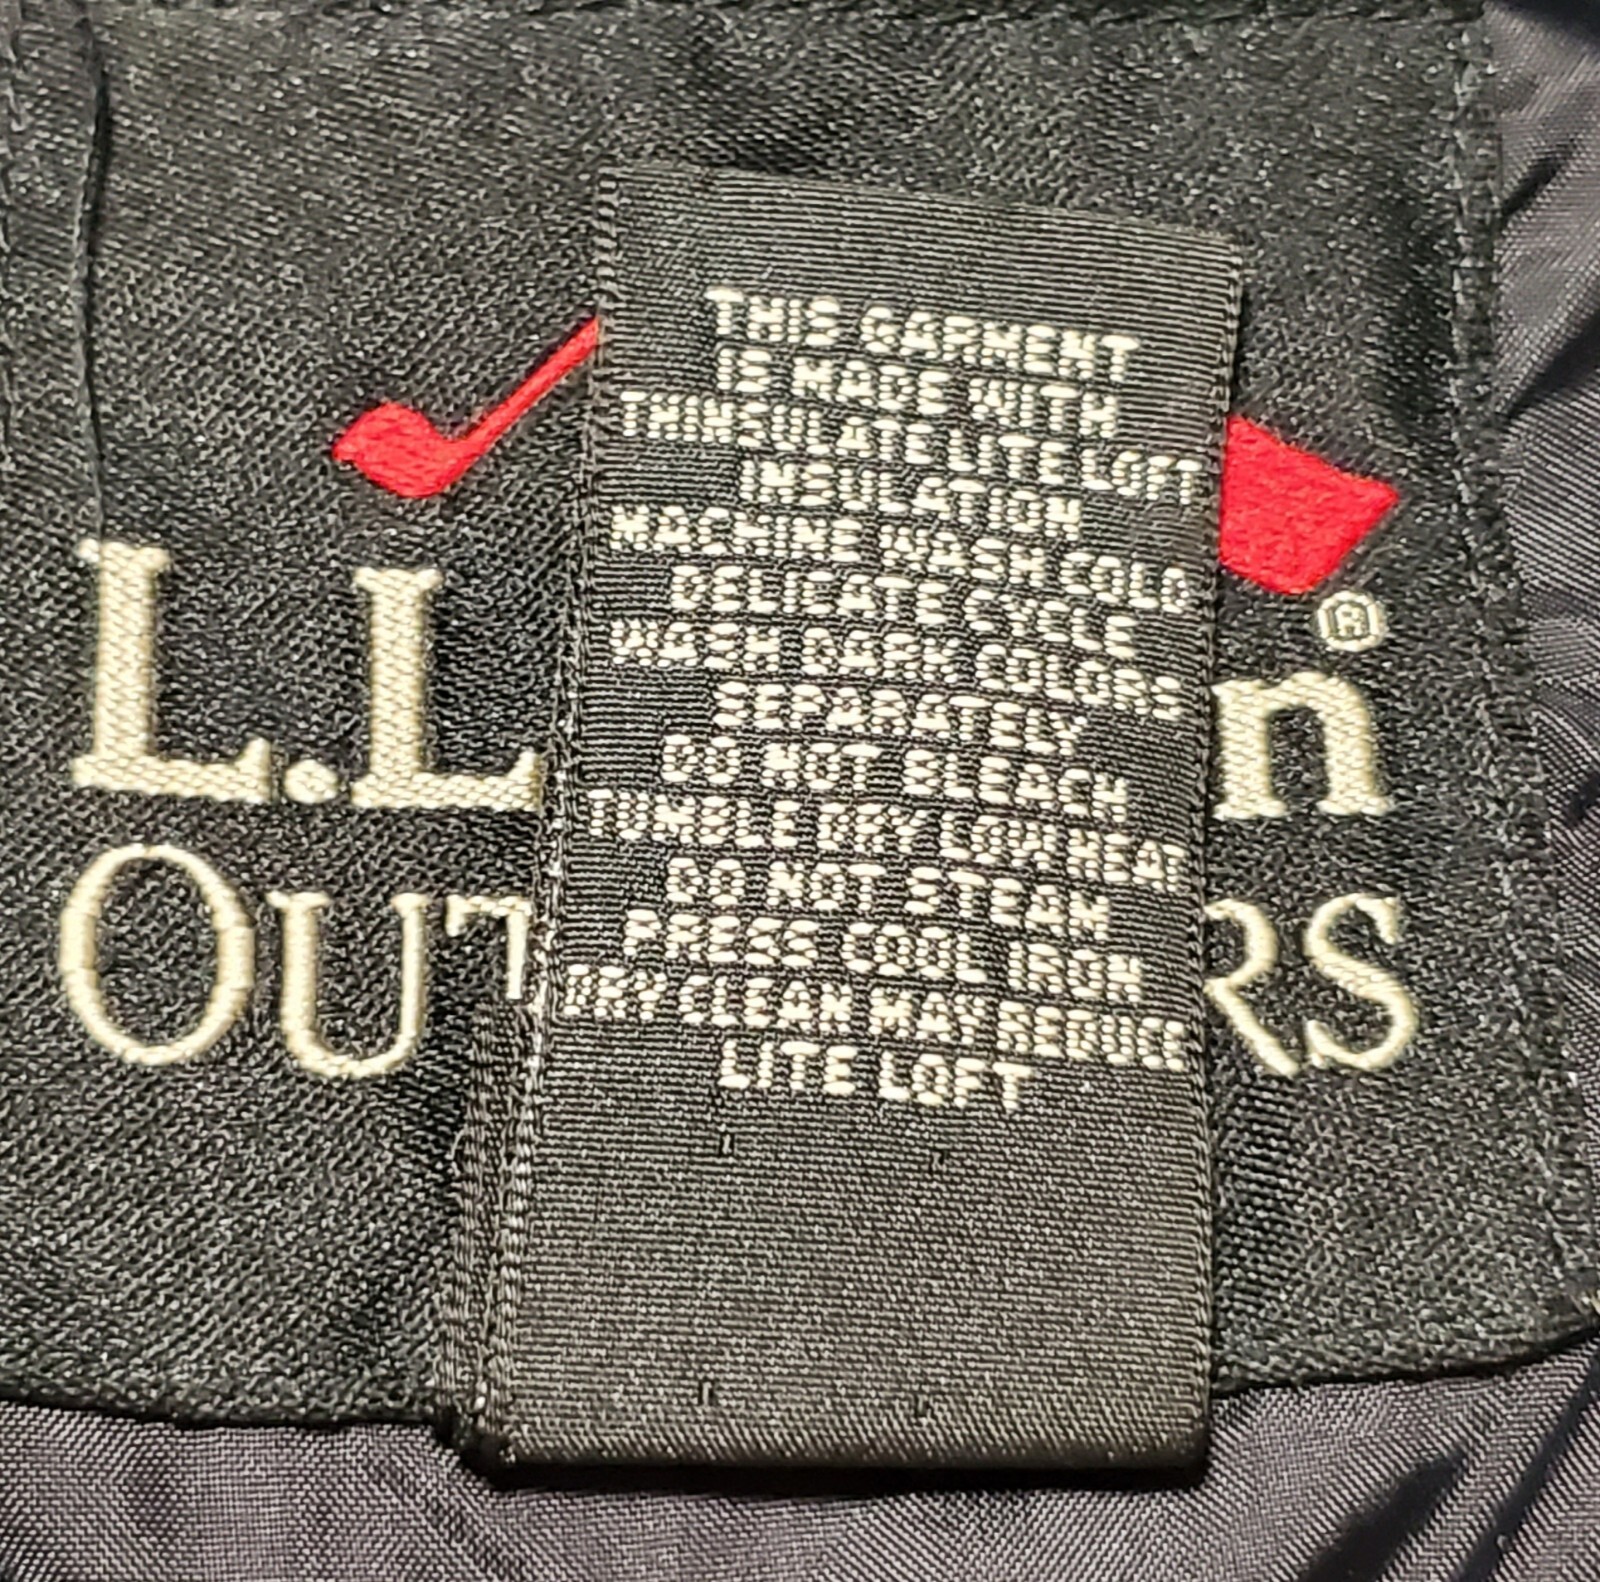 THIS GARMENT
IS MADE WITH
THINSULATE LITE LOFT
INSULATION
MACHINE WASH COLD
DELICATE CYCLE
WASH DARK COLORS
SEPARATELY
DO NOT BLEACH
TUMBLE DRY LOW HEAT
DO NOT STEAM
PRESS COOL IRON
DRY CLEAN MAY REDUCE
LITE LOFT
®
L.L n
OUT RS